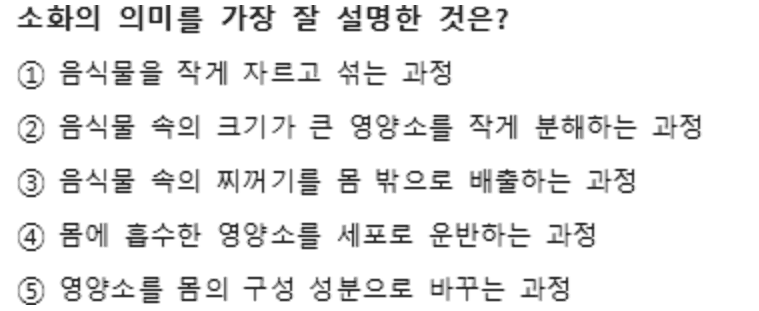 소화의 의미를 가장 잘 설명한 것은?
① 음식물을 작게 자르고 섞는 과정
② 음식물 속의 크기가 큰 영양소를 작게 분해하는 과정
③ 음식물 속의 찌꺼기를 몸 밖으로 배출하는 과정
④ 몸에 흡수한 영양소를 세포로 운반하는 과정
⑤ 영양소를 몸의 구성 성분으로 바꾸는 과정